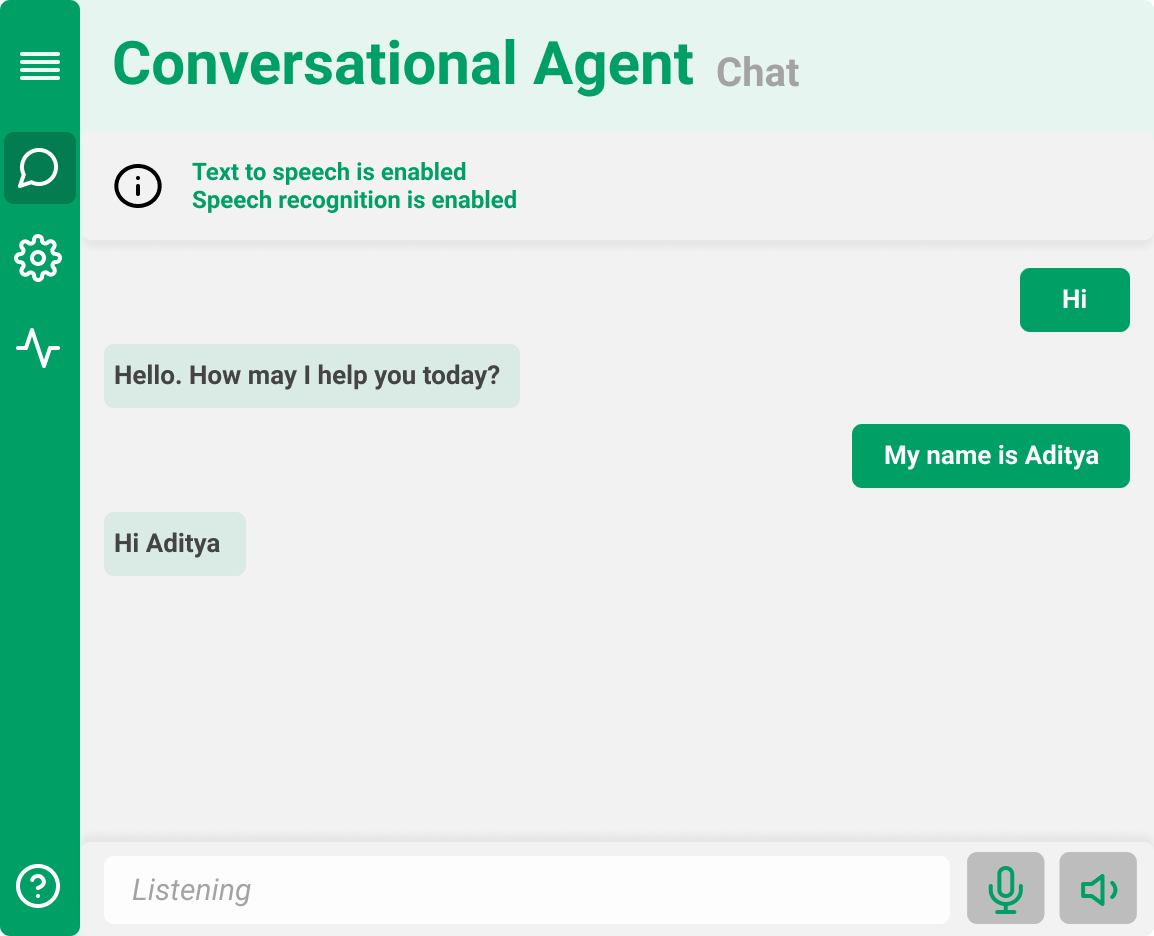 Conversational Agent Chat
Text to speech is enabled
Speech recognition is enabled
Hi
Hello. How may I help you today?
My name is Aditya
Hi Aditya
Listening